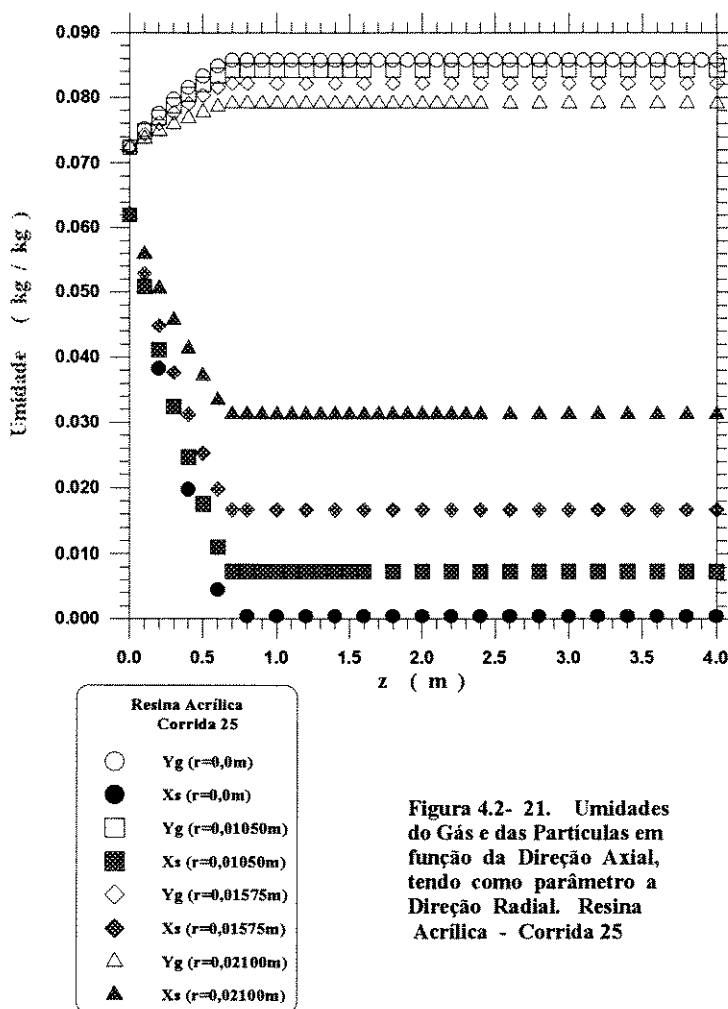 0.090
0.080
0.070
0.060
0.050
0.040
0.030
0.020
0.010
0.000
Umidade ( kg / kg )
0.0 0.5 1.0 1.5 2.0 2.5 3.0 3.5 4.0
z ( m )
Resina Acrílica
Corrida 25
Yg (r=0,0m)
Xs (r=0,0m)
Yg (r=0,01050m)
Xs (r=0,01050m)
Yg (r=0,01575m)
Xs (r=0,01575m)
Yg (r=0,02100m)
Xs (r=0,02100m)
Figura 4.2- 21. Umidades
do Gás e das Partículas em
função da Direção Axial,
tendo como parâmetro a
Direção Radial. Resina
Acrílica - Corrida 25